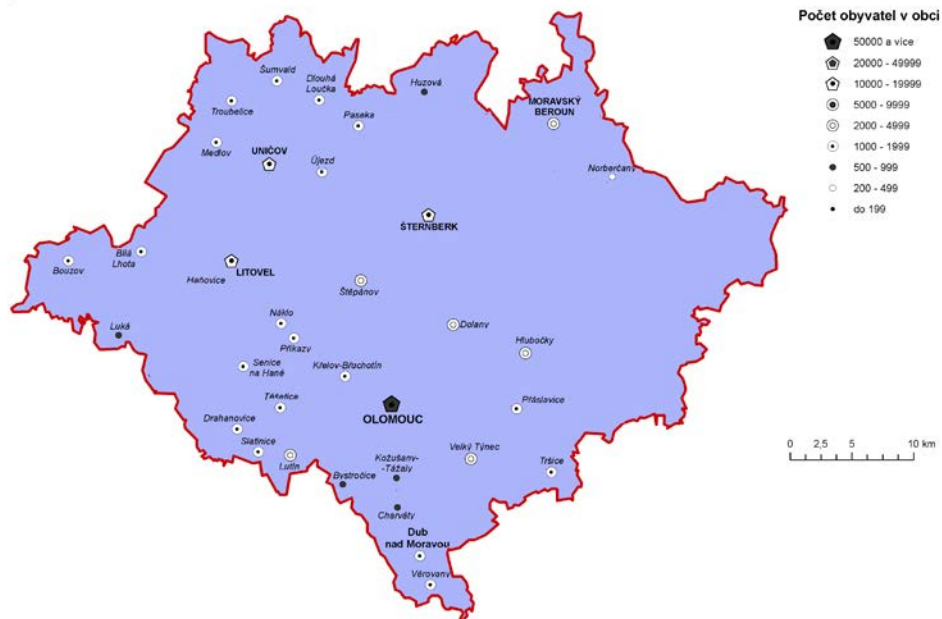 Počet obyvatel v obci
50000 a více
20000 - 49999
10000 - 19999
5000 - 9999
2000 - 4999
1000 - 1999
500 - 999
200 - 499
do 199
Šumvald
Dlouhá
Loučka
Huzová
Troubelice
Paseka
MORAVSKÝ
BEROUN
Medlov
UNIČOV
Újezd
Norberčany
ŠTERNBERK
Bílá
Lhota
Bouzov
Haňovice
LITOVEL
Štěpánov
Náklo
Dolany
Luká
Příkazy
Hlubočky
Senice
na Hané
Křelov-Břuchotín
Těšetice
OLOMOUC
Přáslavice
Drahanovice
Slatinice
Lutín
Kožušany-
-Tážaly
Velký Týnec
Bystročice
Tršice
Charváty
Dub
nad Moravou
Věrovany
0 2,5 5 10 km